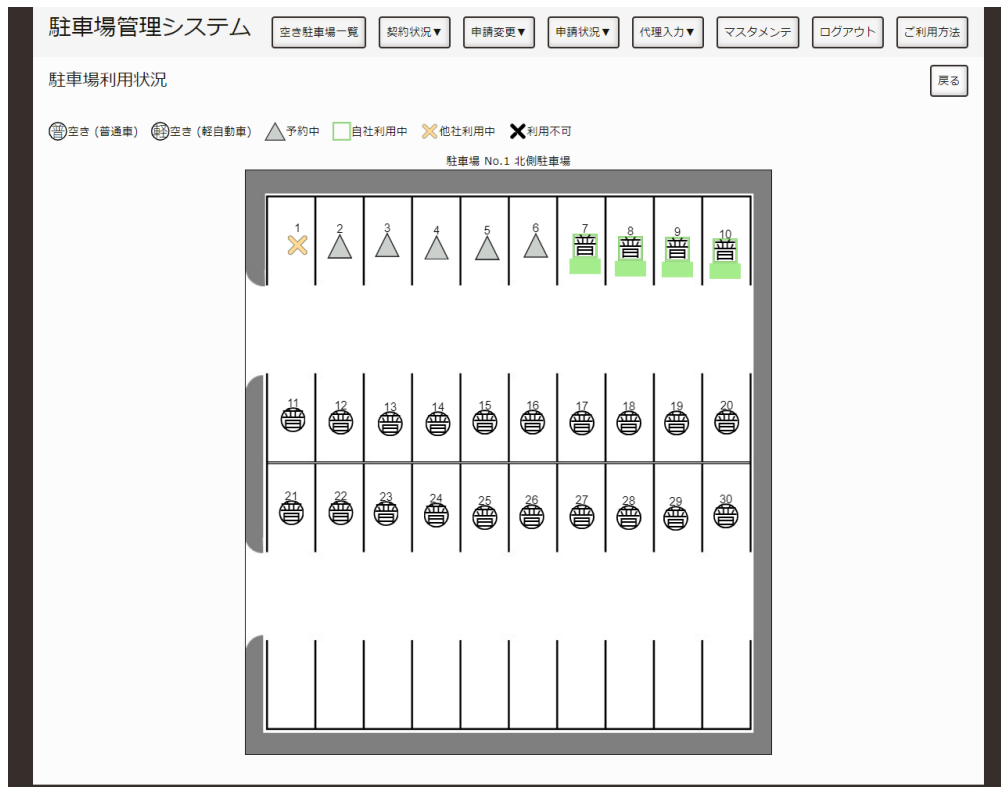 駐車場管理システム 空き駐車場一覧 契約状況▼ 申請変更▼ 申請状況▼ 代理入力▼ マスタメンテ ログアウト ご利用方法
駐車場利用状況 戻る
普空き (普通車) 軽空き (軽自動車) 予約中 自社利用中 他社利用中 利用不可
駐車場 No.1 北側駐車場
1 2 3 4 5 6 7 8 9 10
普 普 普 普
11 12 13 14 15 16 17 18 19 20
普 普 普 普 普 普 普 普 普 普
21 22 23 24 25 26 27 28 29 30
普 普 普 普 普 普 普 普 普 普